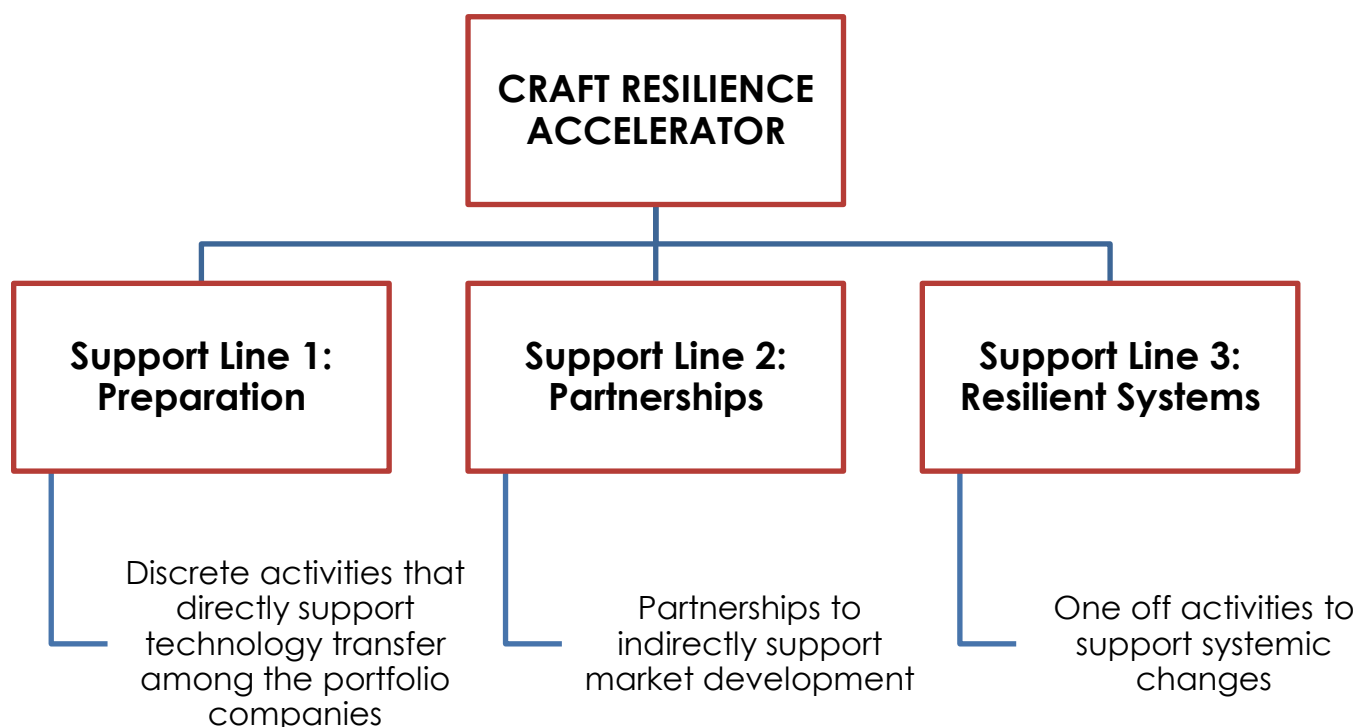 CRAFT RESILIENCE
ACCELERATOR
Support Line 1:
Preparation
Support Line 2:
Partnerships
Support Line 3:
Resilient Systems
Discrete activities that
directly support
technology transfer
among the portfolio
companies
Partnerships to
indirectly support
market development
One off activities to
support systemic
changes